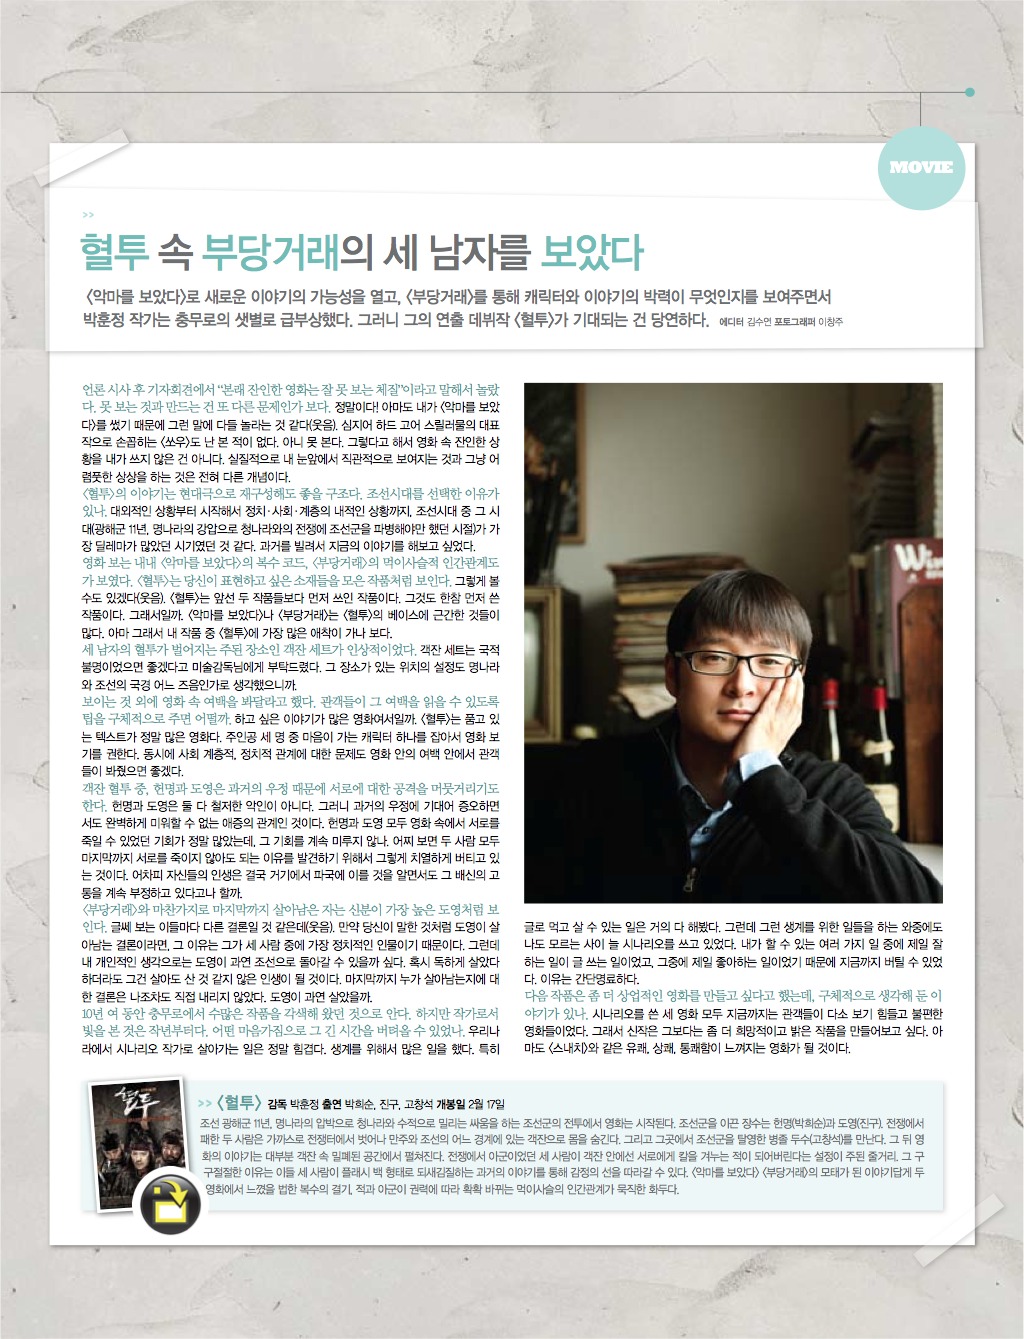 MOVIE
>>
혈투 속 부당거래의 세 남자를 보았다
〈악마를 보았다〉로 새로운 이야기의 가능성을 열고, 〈부당거래〉를 통해 캐릭터와 이야기의 박력이 무엇인지를 보여주면서
박훈정 작가는 충무로의 샛별로 급부상했다. 그러니 그의 연출 데뷔작 〈혈투〉가 기대되는 건 당연하다. 에디터 김수연 포토그래퍼 이창주
언론 시사 후 기자회견에서 “본래 잔인한 영화는 잘 못 보는 체질”이라고 말해서 놀랐
다. 못 보는 것과 만드는 건 또 다른 문제인가 보다. 정말이다! 아마도 내가 〈악마를 보았
다〉를 썼기 때문에 그런 말에 다들 놀라는 것 같다(웃음). 심지어 하드 고어 스릴러물의 대표
작으로 손꼽히는 〈쏘우〉도 난 본 적이 없다. 아니 못 본다. 그렇다고 해서 영화 속 잔인한 상
황을 내가 쓰지 않은 건 아니다. 실질적으로 내 눈앞에서 직관적으로 보여지는 것과 그냥 어
렴풋한 상상을 하는 것은 전혀 다른 개념이다.
〈혈투〉의 이야기는 현대극으로 재구성해도 좋을 구조다. 조선시대를 선택한 이유가
있나. 대외적인 상황부터 시작해서 정치·사회·계층의 내적인 상황까지, 조선시대 중 그 시
대(광해군 11년, 명나라의 강압으로 청나라와의 전쟁에 조선군을 파병해야만 했던 시절)가 가
장 딜레마가 많았던 시기였던 것 같다. 과거를 빌려서 지금의 이야기를 해보고 싶었다.
영화 보는 내내 〈악마를 보았다〉의 복수 코드, 〈부당거래〉의 먹이사슬적 인간관계도
가 보였다. 〈혈투〉는 당신이 표현하고 싶은 소재들을 모은 작품처럼 보인다. 그렇게 볼
수도 있겠다(웃음). 〈혈투〉는 앞선 두 작품들보다 먼저 쓰인 작품이다. 그것도 한참 먼저 쓴
작품이다. 그래서일까. 〈악마를 보았다〉나 〈부당거래〉는 〈혈투〉의 베이스에 근간한 것들이
많다. 아마 그래서 내 작품 중 〈혈투〉에 가장 많은 애착이 가나 보다.
세 남자의 혈투가 벌어지는 주된 장소인 객잔 세트가 인상적이었다. 객잔 세트는 국적
불명이었으면 좋겠다고 미술감독님에게 부탁드렸다. 그 장소가 있는 위치의 설정도 명나라
와 조선의 국경 어느 즈음인가로 생각했으니까.
보이는 것 외에 영화 속 여백을 봐달라고 했다. 관객들이 그 여백을 읽을 수 있도록
팁을 구체적으로 주면 어떨까. 하고 싶은 이야기가 많은 영화여서일까. 〈혈투〉는 품고 있
는 텍스트가 정말 많은 영화다. 주인공 세 명 중 마음이 가는 캐릭터 하나를 잡아서 영화 보
기를 권한다. 동시에 사회 계층적, 정치적 관계에 대한 문제도 영화 안의 여백 안에서 관객
들이 봐줬으면 좋겠다.
객잔 혈투 중, 헌명과 도영은 과거의 우정 때문에 서로에 대한 공격을 머뭇거리기도
한다. 헌명과 도영은 둘 다 철저한 악인이 아니다. 그러니 과거의 우정에 기대어 증오하면
서도 완벽하게 미워할 수 없는 애증의 관계인 것이다. 헌명과 도영 모두 영화 속에서 서로를
죽일 수 있었던 기회가 정말 많았는데, 그 기회를 계속 미루지 않나. 어찌 보면 두 사람 모두
마지막까지 서로를 죽이지 않아도 되는 이유를 발견하기 위해서 그렇게 치열하게 버티고 있
는 것이다. 어차피 자신들의 인생은 결국 거기에서 파국에 이를 것을 알면서도 그 배신의 고
통을 계속 부정하고 있다고나 할까.
〈부당거래〉와 마찬가지로 마지막까지 살아남은 자는 신분이 가장 높은 도영처럼 보
인다. 글쎄 보는 이들마다 다른 결론일 것 같은데(웃음). 만약 당신이 말한 것처럼 도영이 살
아남는 결론이라면, 그 이유는 그가 세 사람 중에 가장 정치적인 인물이기 때문이다. 그런데
내 개인적인 생각으로는 도영이 과연 조선으로 돌아갈 수 있을까 싶다. 혹시 독하게 살았다
하더라도 그건 살아도 산 것 같지 않은 인생이 될 것이다. 마지막까지 누가 살아남는지에 대
한 결론은 나조차도 직접 내리지 않았다. 도영이 과연 살았을까.
10년 여 동안 충무로에서 수많은 작품을 각색해 왔던 것으로 안다. 하지만 작가로서
빛을 본 것은 작년부터다. 어떤 마음가짐으로 그 긴 시간을 버텨올 수 있었나. 우리나
라에서 시나리오 작가로 살아가는 일은 정말 힘겹다. 생계를 위해서 많은 일을 했다. 특히
글로 먹고 살 수 있는 일은 거의 다 해봤다. 그런데 그런 생계를 위한 일들을 하는 와중에도
나도 모르는 사이 늘 시나리오를 쓰고 있었다. 내가 할 수 있는 여러 가지 일 중에 제일 잘
하는 일이 글 쓰는 일이었고, 그중에 제일 좋아하는 일이었기 때문에 지금까지 버틸 수 있었
다. 이유는 간단명료하다.
다음 작품은 좀 더 상업적인 영화를 만들고 싶다고 했는데, 구체적으로 생각해 둔 이
야기가 있나. 시나리오를 쓴 세 영화 모두 지금까지는 관객들이 다소 보기 힘들고 불편한
영화들이었다. 그래서 신작은 그보다는 좀 더 희망적이고 밝은 작품을 만들어보고 싶다. 아
마도 〈스내치〉와 같은 유쾌, 상쾌, 통쾌함이 느껴지는 영화가 될 것이다.
혈투
>> 〈혈투〉 감독 박훈정 출연 박희순, 진구, 고창석 개봉일 2월 17일
조선 광해군 11년, 명나라의 압박으로 청나라와 수적으로 밀리는 싸움을 하는 조선군의 전투에서 영화는 시작된다. 조선군을 이끈 장수는 헌명(박희순)과 도영(진구). 전쟁에서
패한 두 사람은 가까스로 전쟁터에서 벗어나 만주와 조선의 어느 경계에 있는 객잔으로 몸을 숨긴다. 그리고 그곳에서 조선군을 탈영한 병졸 두수(고창석)를 만난다. 그 뒤 영
화의 이야기는 대부분 객잔 속 밀폐된 공간에서 펼쳐진다. 전쟁에서 아군이었던 세 사람이 객잔 안에선 서로에게 칼을 겨누는 적이 되어버린다는 설정이 주된 줄거리. 그 구
구절절한 이유는 이들 세 사람이 플래시 백 형태로 되새김질하는 과거의 이야기를 통해 감정의 선을 따라갈 수 있다. 〈악마를 보았다〉 〈부당거래〉의 모태가 된 이야기답게 두
영화에서 느꼈을 법한 복수의 결기, 적과 아군이 권력에 따라 확확 바뀌는 먹이사슬의 인간관계가 묵직한 화두다.